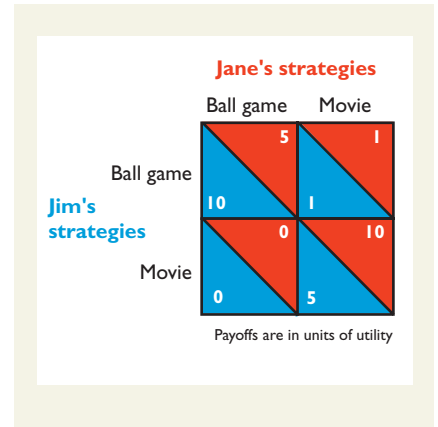 Jane's strategies
Ball game Movie
5 1
Ball game
10 1
Jim's
strategies
0 10
Movie
0 5
Payoffs are in units of utility